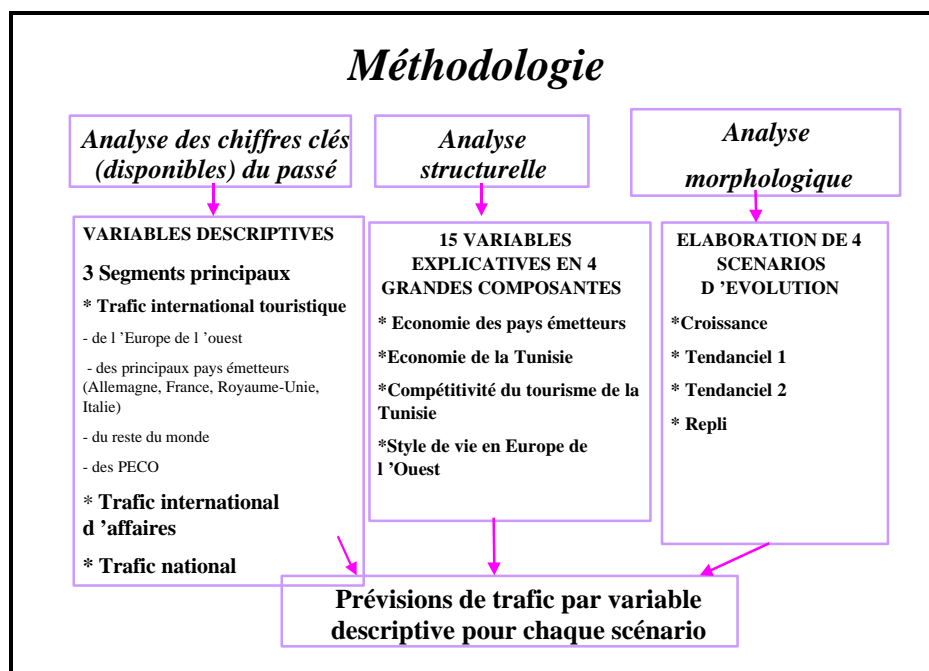 Méthodologie
Analyse des chiffres clés
(disponibles) du passé
Analyse
structurelle
Analyse
morphologique
VARIABLES DESCRIPTIVES
3 Segments principaux
* Trafic international touristique
- de l ’Europe de l ’ouest
- des principaux pays émetteurs
(Allemagne, France, Royaume-Unie,
Italie)
- du reste du monde
- des PECO
* Trafic international
d ’affaires
* Trafic national
15 VARIABLES
EXPLICATIVES EN 4
GRANDES COMPOSANTES
* Economie des pays émetteurs
*Economie de la Tunisie
*Compétitivité du tourisme de la
Tunisie
*Style de vie en Europe de
l ’Ouest
ELABORATION DE 4
SCENARIOS
D ’EVOLUTION
*Croissance
* Tendanciel 1
* Tendanciel 2
* Repli
Prévisions de trafic par variable
descriptive pour chaque scénario